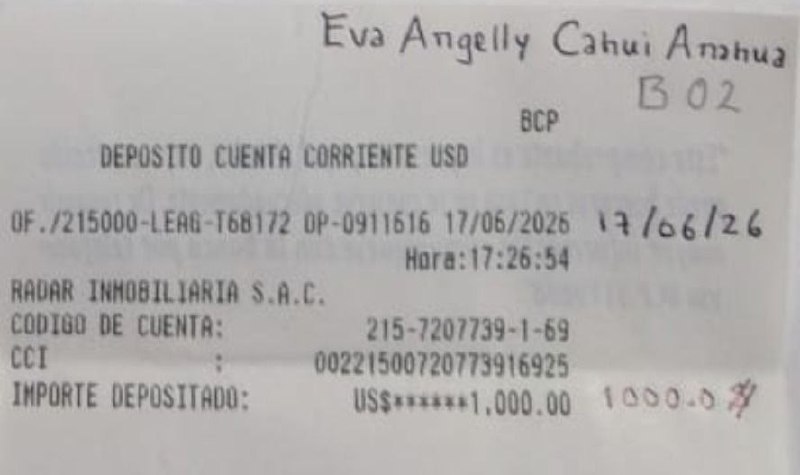 Eva Angelly Cahui Anahua
B 02
BCP
DEPOSITO CUENTA CORRIENTE USD
OF./215000-LEAG-T68172 OP-0911616 17/06/2026 17/06/26
Hora:17:26:54
RADAR INMOBILIARIA S.A.C.
CODIGO DE CUENTA: 215-7207739-1-69
CCI : 00221500720773916925
IMPORTE DEPOSITADO: US$******1,000.00 1000.0 $